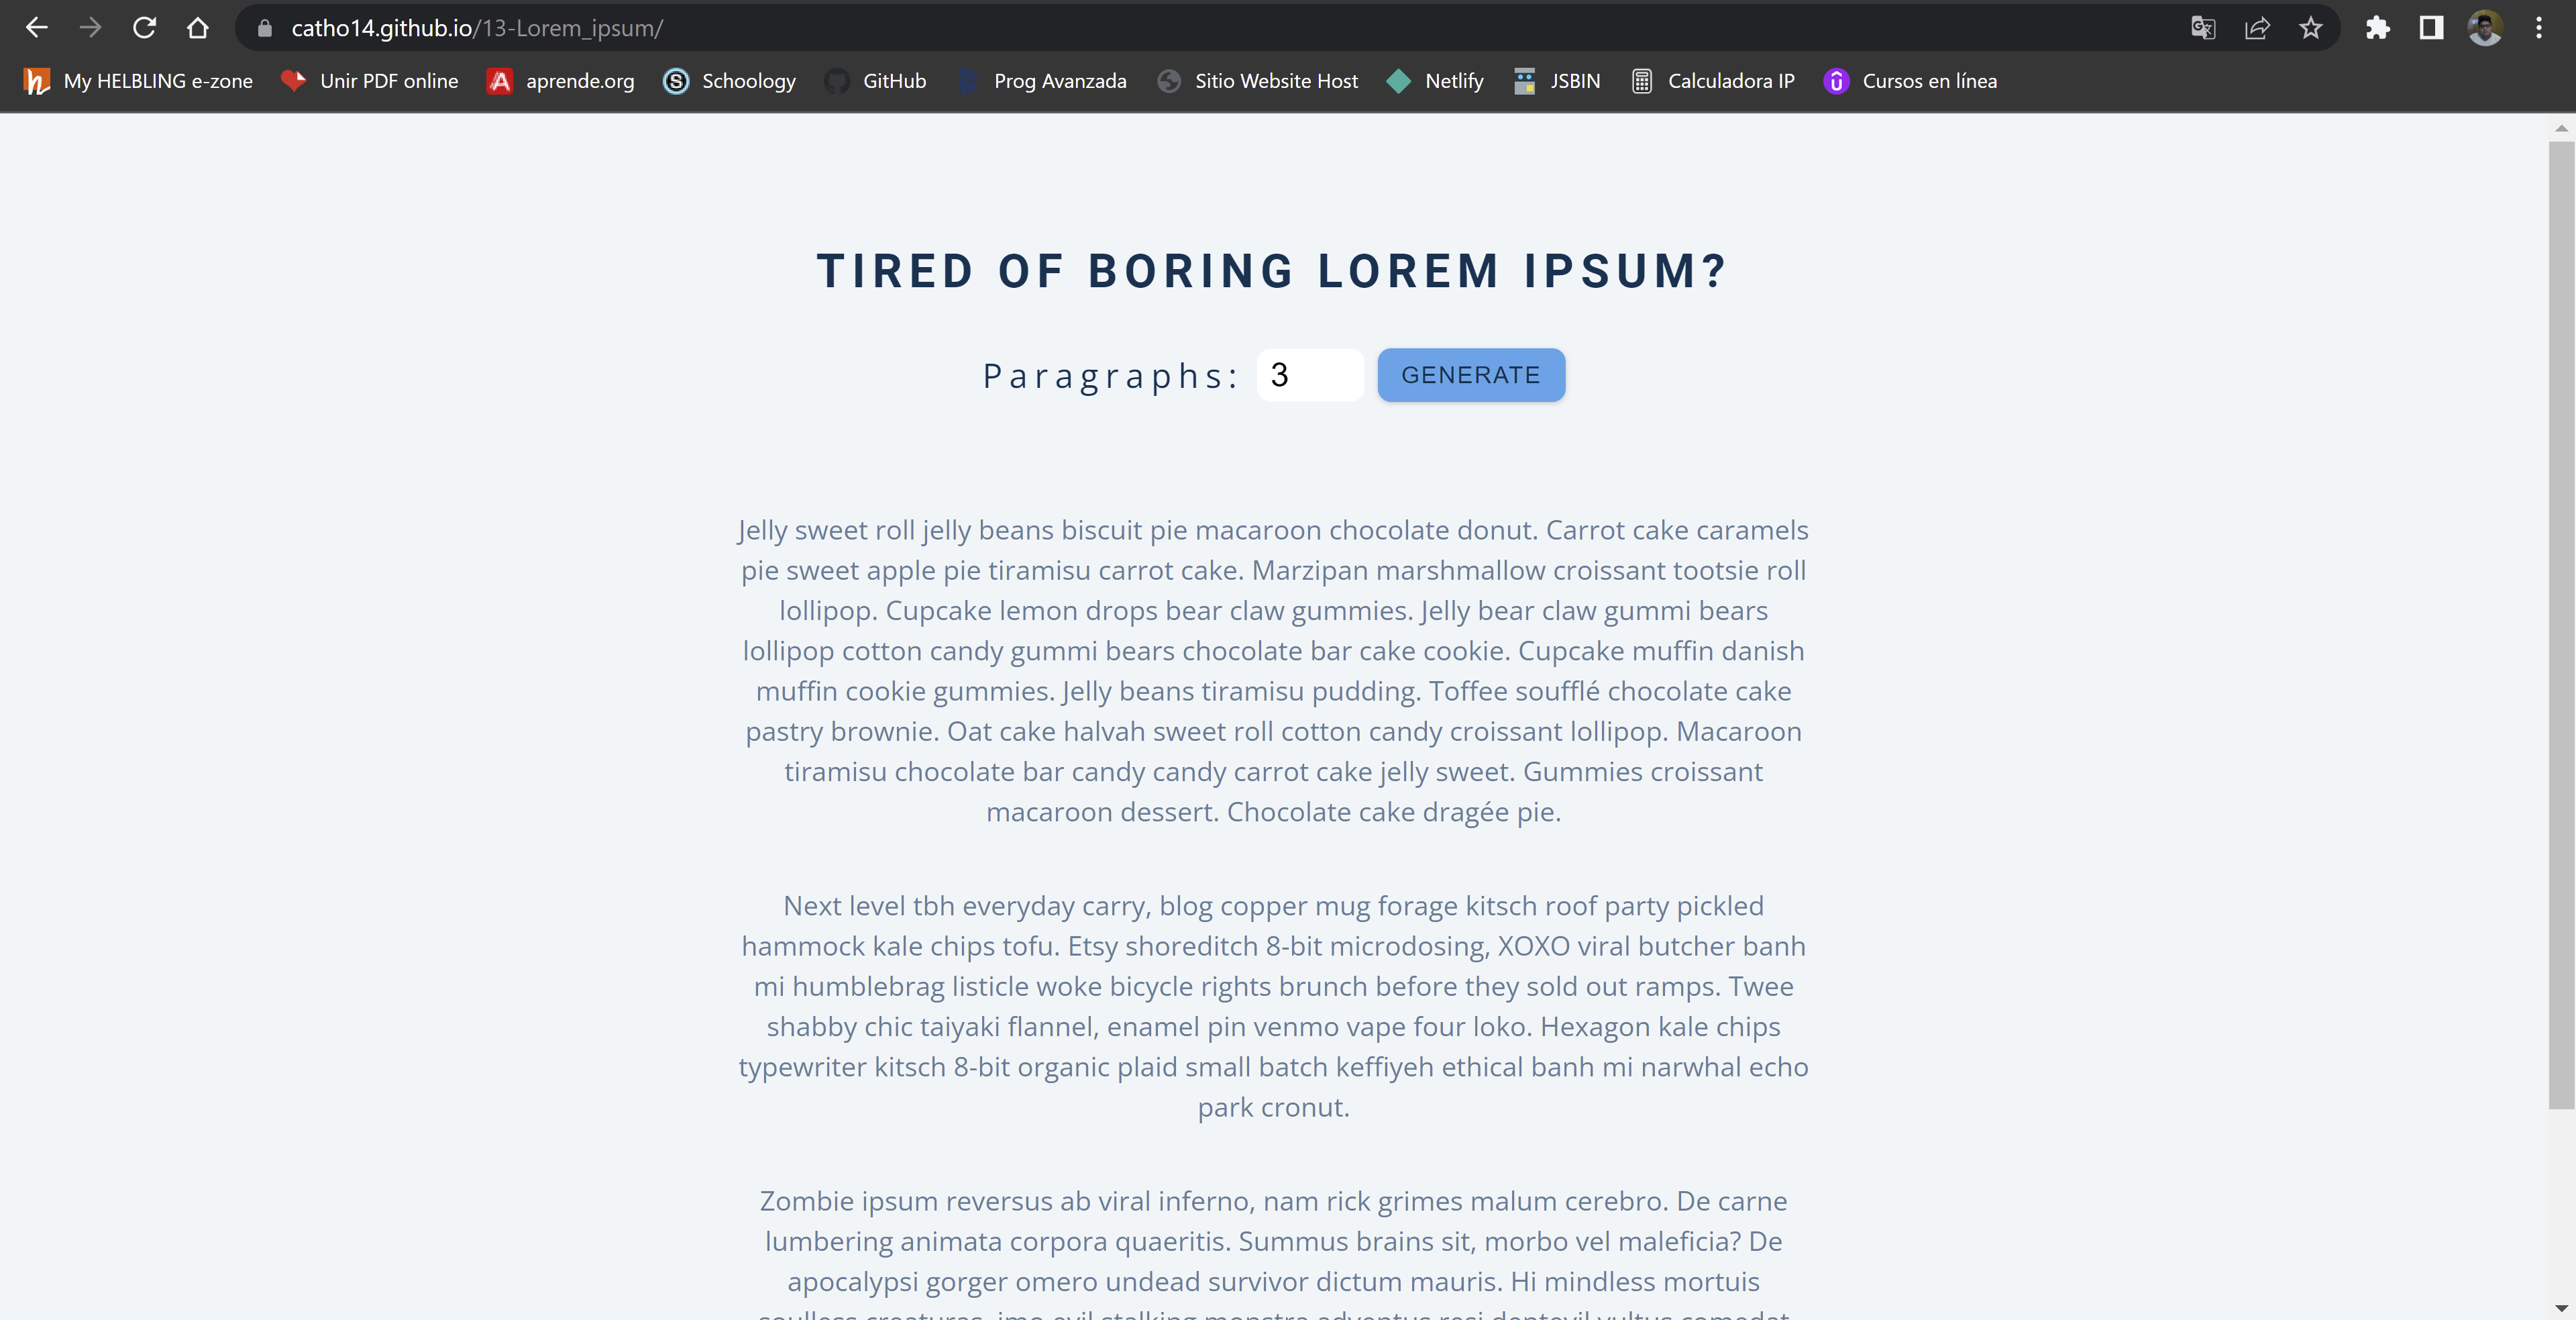 catho14.github.io/13-Lorem_ipsum/
My HELBLING e-zone Unir PDF online aprende.org Schoology GitHub Prog Avanzada Sitio Website Host Netlify JSBIN Calculadora IP Cursos en línea
TIRED OF BORING LOREM IPSUM?
Paragraphs: 3 GENERATE
Jelly sweet roll jelly beans biscuit pie macaroon chocolate donut. Carrot cake caramels
pie sweet apple pie tiramisu carrot cake. Marzipan marshmallow croissant tootsie roll
lollipop. Cupcake lemon drops bear claw gummies. Jelly bear claw gummi bears
lollipop cotton candy gummi bears chocolate bar cake cookie. Cupcake muffin danish
muffin cookie gummies. Jelly beans tiramisu pudding. Toffee soufflé chocolate cake
pastry brownie. Oat cake halvah sweet roll cotton candy croissant lollipop. Macaroon
tiramisu chocolate bar candy candy carrot cake jelly sweet. Gummies croissant
macaroon dessert. Chocolate cake dragée pie.
Next level tbh everyday carry, blog copper mug forage kitsch roof party pickled
hammock kale chips tofu. Etsy shoreditch 8-bit microdosing, XOXO viral butcher banh
mi humblebrag listicle woke bicycle rights brunch before they sold out ramps. Twee
shabby chic taiyaki flannel, enamel pin venmo vape four loko. Hexagon kale chips
typewriter kitsch 8-bit organic plaid small batch keffiyeh ethical banh mi narwhal echo
park cronut.
Zombie ipsum reversus ab viral inferno, nam rick grimes malum cerebro. De carne
lumbering animata corpora quaeritis. Summus brains sit, morbo vel maleficia? De
apocalypsi gorger omero undead survivor dictum mauris. Hi mindless mortuis
soulless creaturas, imo evil stalking monstra adventus resi dentevil vultus comedat